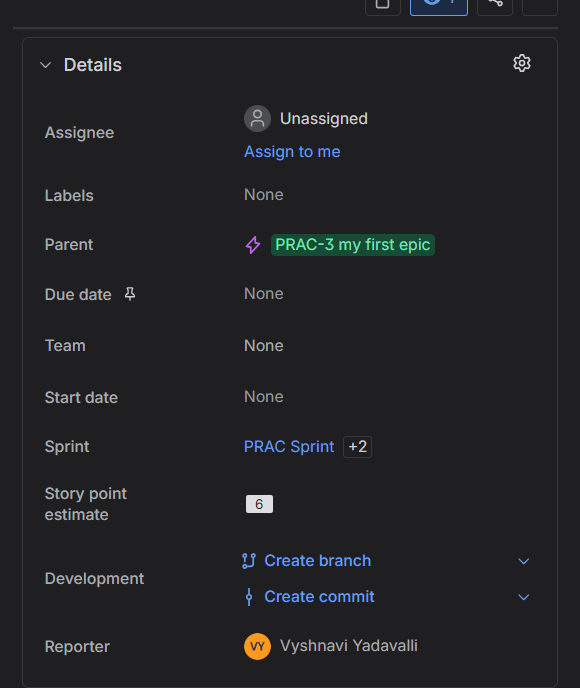 Details
Assignee
Unassigned
Assign to me
Labels
None
Parent
PRAC-3 my first epic
Due date
None
Team
None
Start date
None
Sprint
PRAC Sprint +2
Story point
estimate
6
Development
Create branch
Create commit
Reporter
VY Vyshnavi Yadavalli